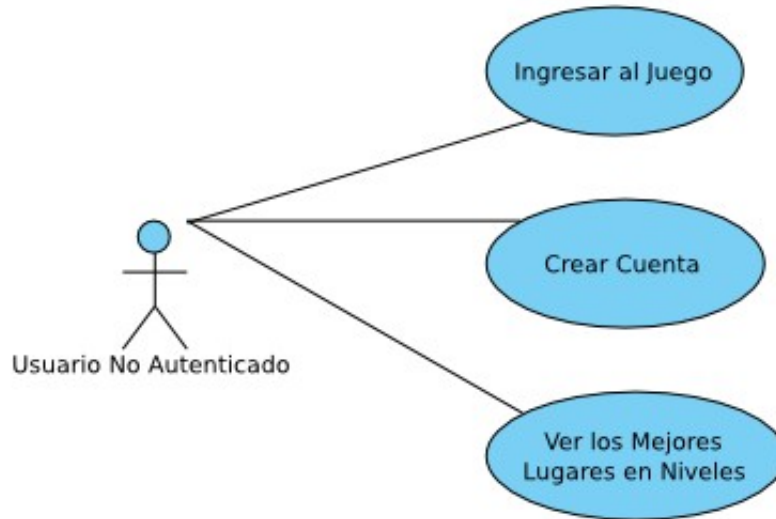 Ingresar al Juego
Crear Cuenta
Usuario No Autenticado
Ver los Mejores
Lugares en Niveles